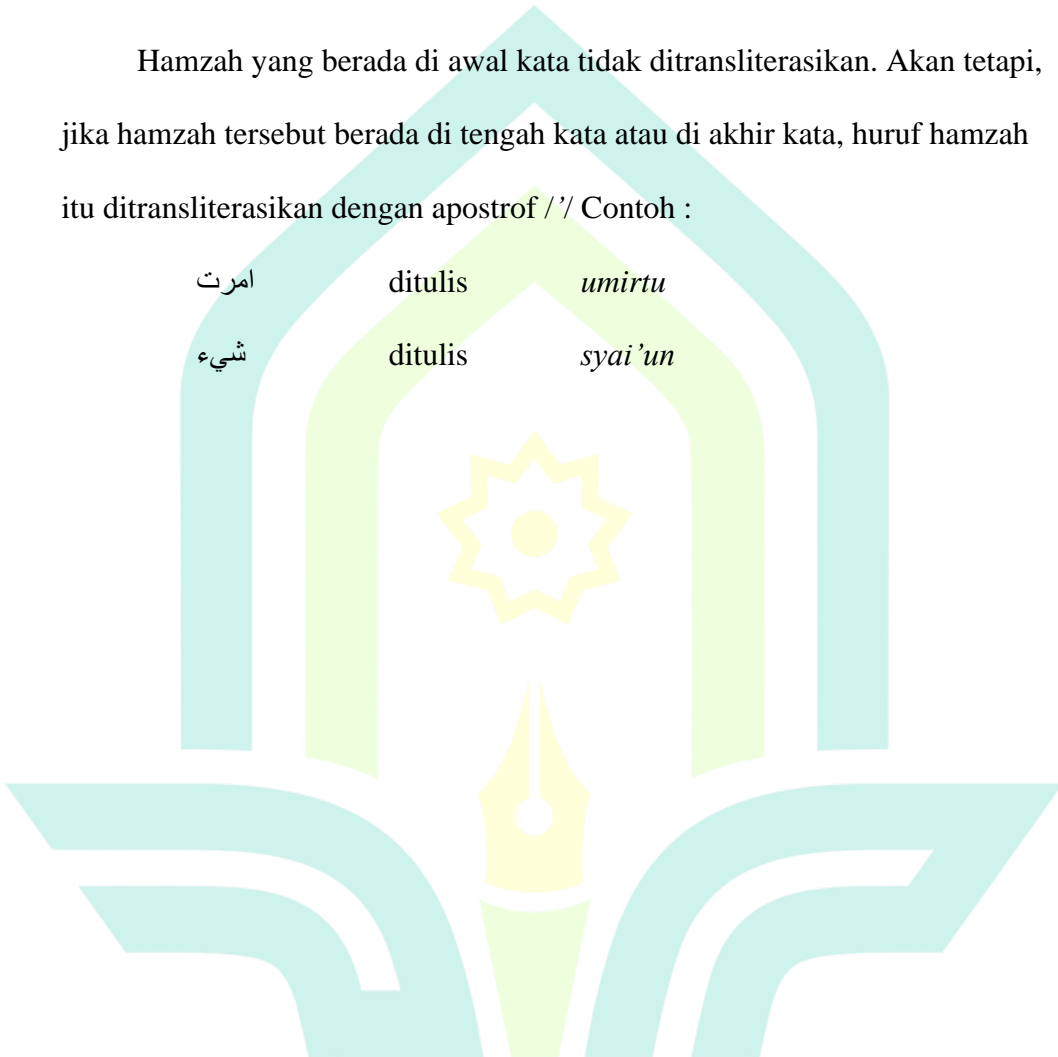 Hamzah yang berada di awal kata tidak ditransliterasikan. Akan tetapi,
jika hamzah tersebut berada di tengah kata atau di akhir kata, huruf hamzah
itu ditransliterasikan dengan apostrof /’/ Contoh :
امرت ditulis umirtu
شيء ditulis syai’un